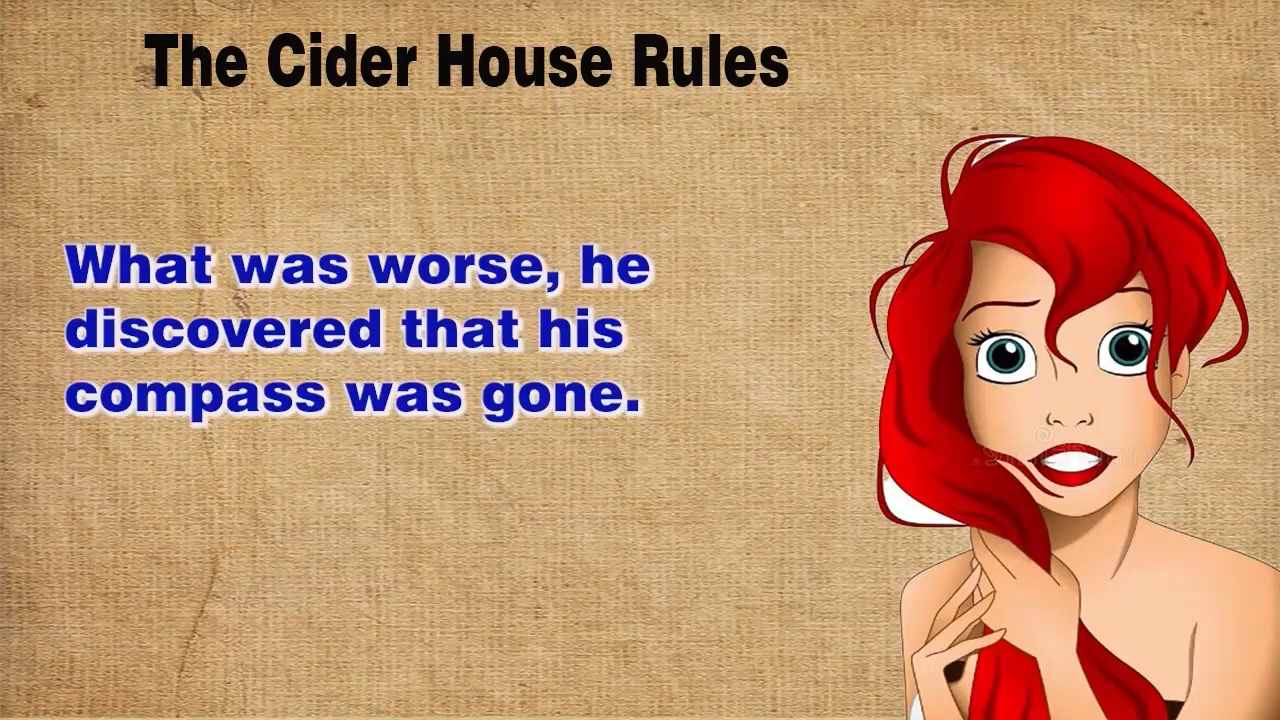 The Cider House Rules
What was worse, he
discovered that his
compass was gone.